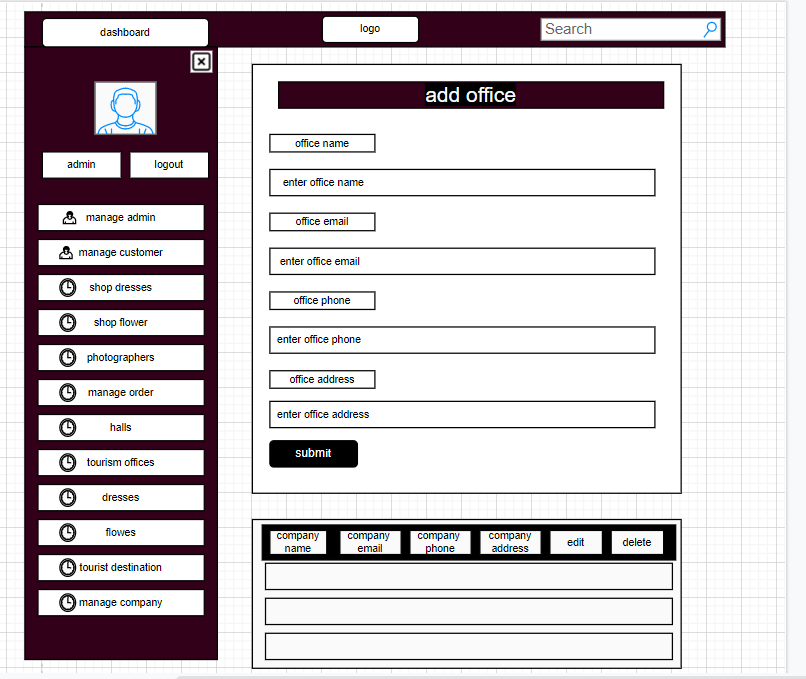 dashboard
logo
Search
admin
logout
manage admin
manage customer
shop dresses
shop flower
photographers
manage order
halls
tourism offices
dresses
flowes
tourist destination
manage company
add office
office name
enter office name
office email
enter office email
office phone
enter office phone
office address
enter office address
submit
company
name
company
email
company
phone
company
address
edit
delete